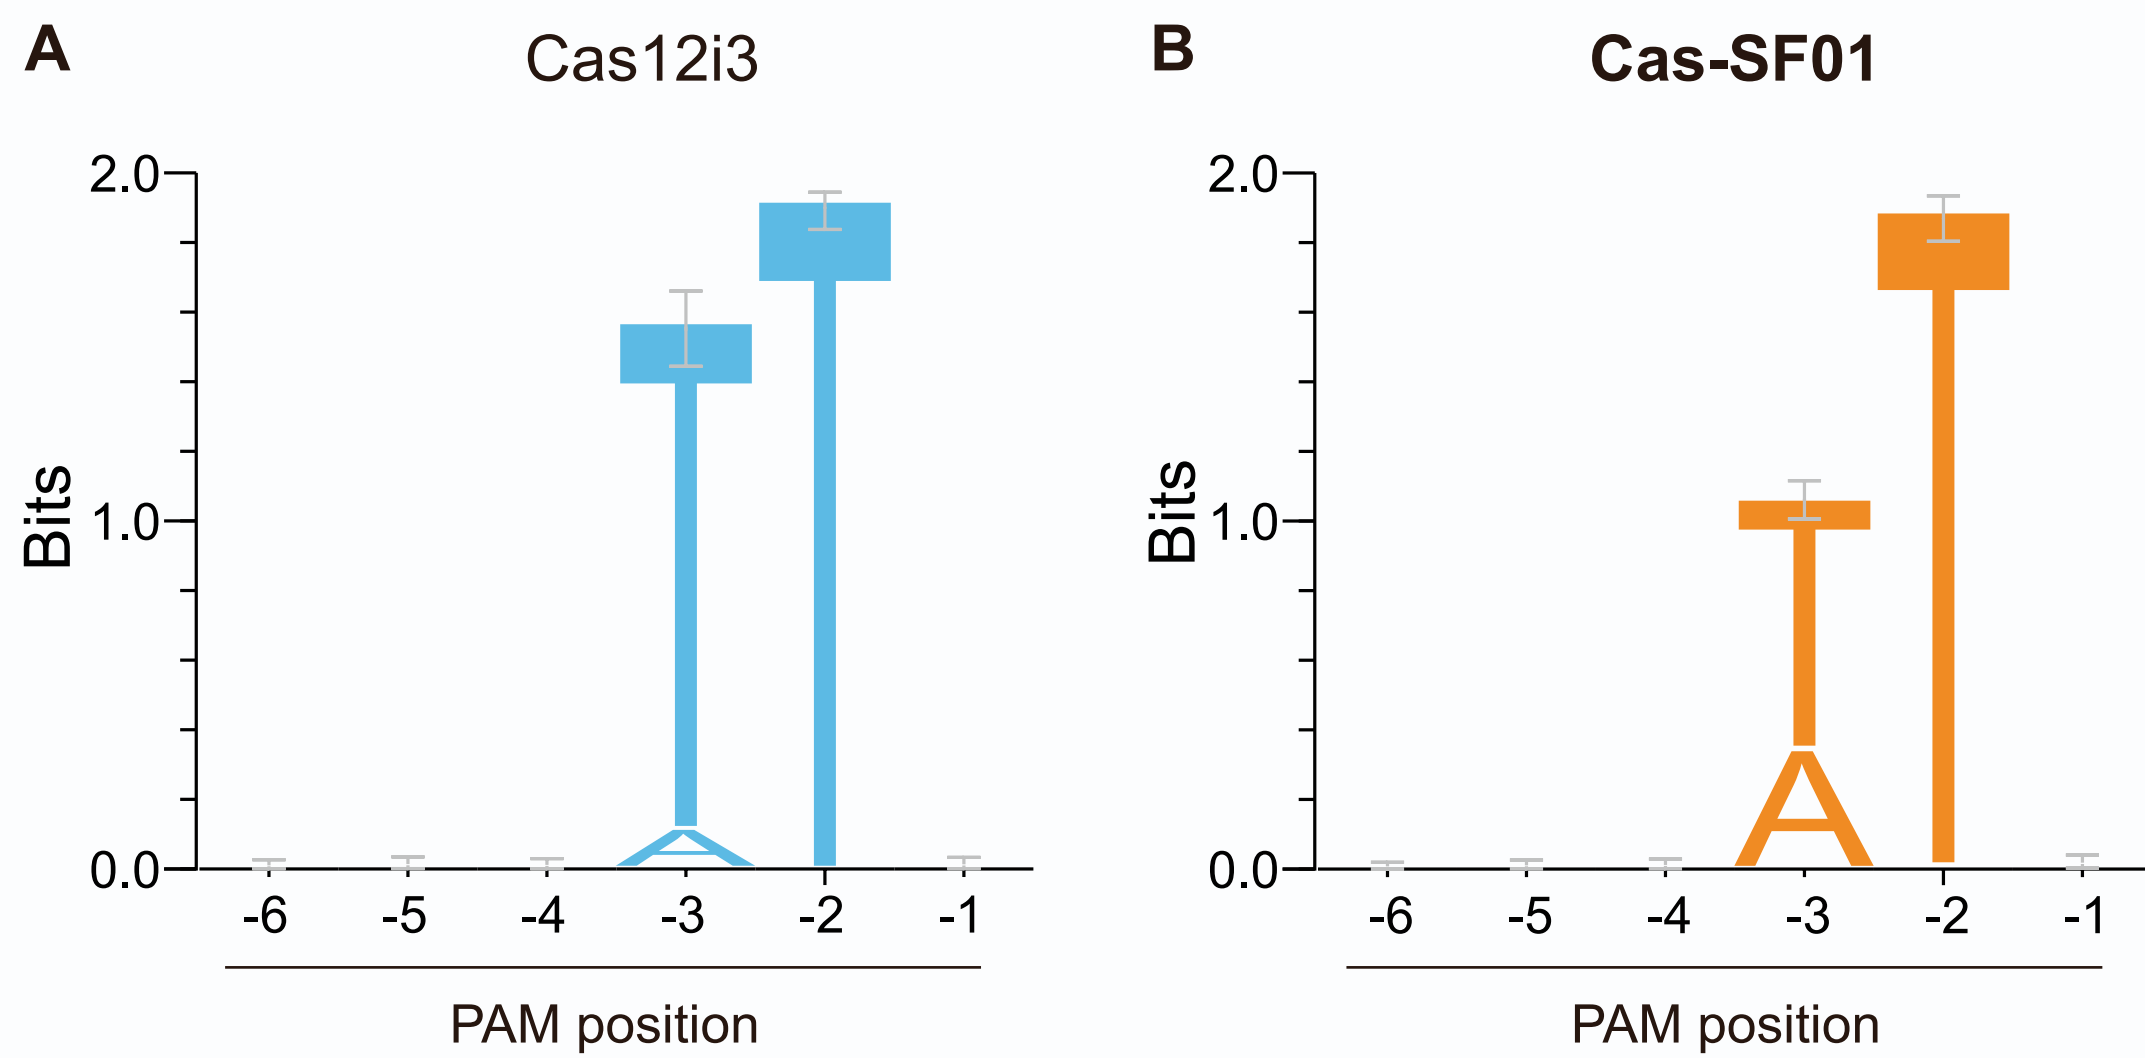 A
Cas12i3
2.0
1.0
0.0
Bits
T
A
T
-6 -5 -4 -3 -2 -1
PAM position
B
Cas-SF01
2.0
1.0
0.0
Bits
T
A
T
-6 -5 -4 -3 -2 -1
PAM position